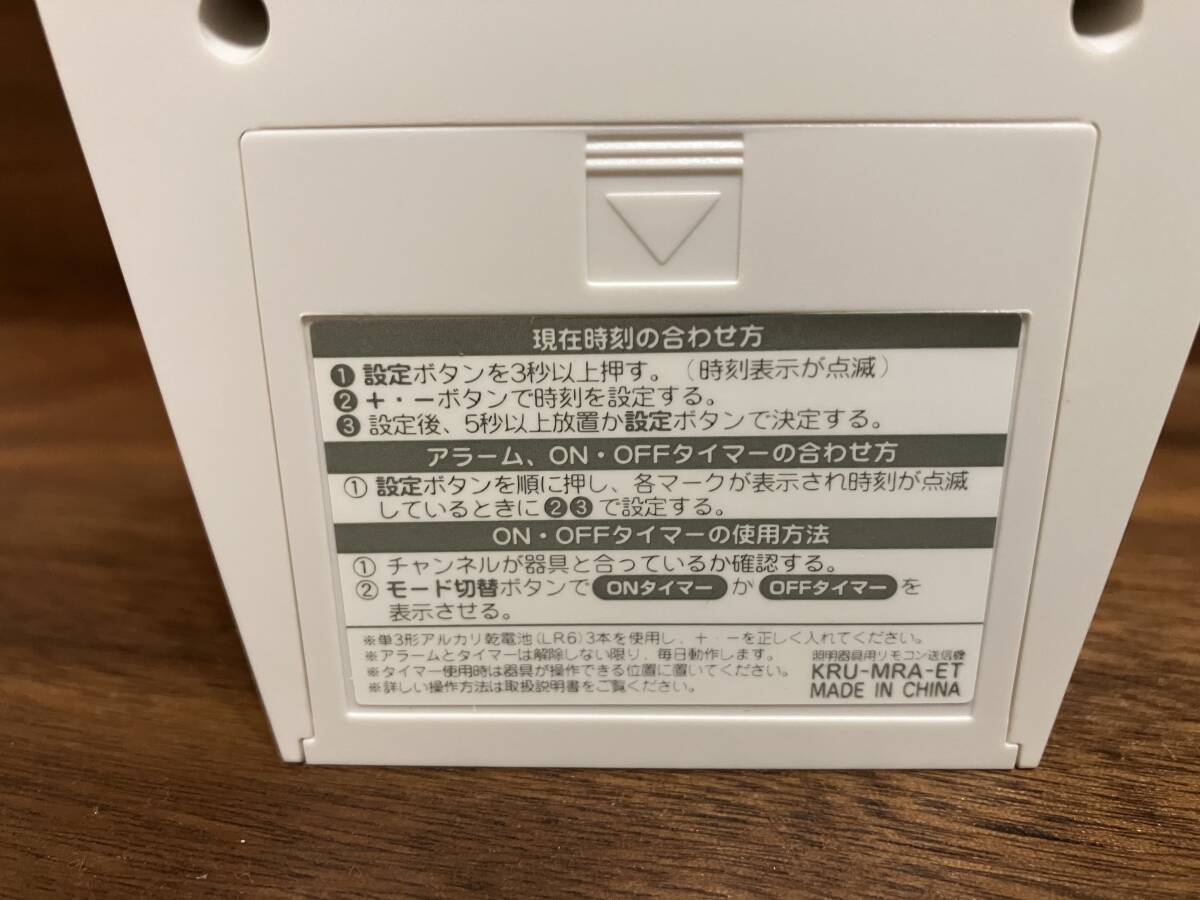 現在時刻の合わせ方
❶ 設定ボタンを3秒以上押す。（時刻表示が点滅）
❷ +・−ボタンで時刻を設定する。
❸ 設定後、5秒以上放置か設定ボタンで決定する。
アラーム、ON・OFFタイマーの合わせ方
① 設定ボタンを順に押し、各マークが表示され時刻が点滅
しているときに❷❸で設定する。
ON・OFFタイマーの使用方法
① チャンネルが器具と合っているか確認する。
② モード切替ボタンで ONタイマー か OFFタイマー を
表示させる。
※単3形アルカリ乾電池(LR6)3本を使用し、+・−を正しく入れてください。
※アラームとタイマーは解除しない限り、毎日動作します。
※タイマー使用時は器具が操作できる位置に置いてください。
※詳しい操作方法は取扱説明書をご覧ください。
照明器具用リモコン送信機
KRU-MRA-ET
MADE IN CHINA